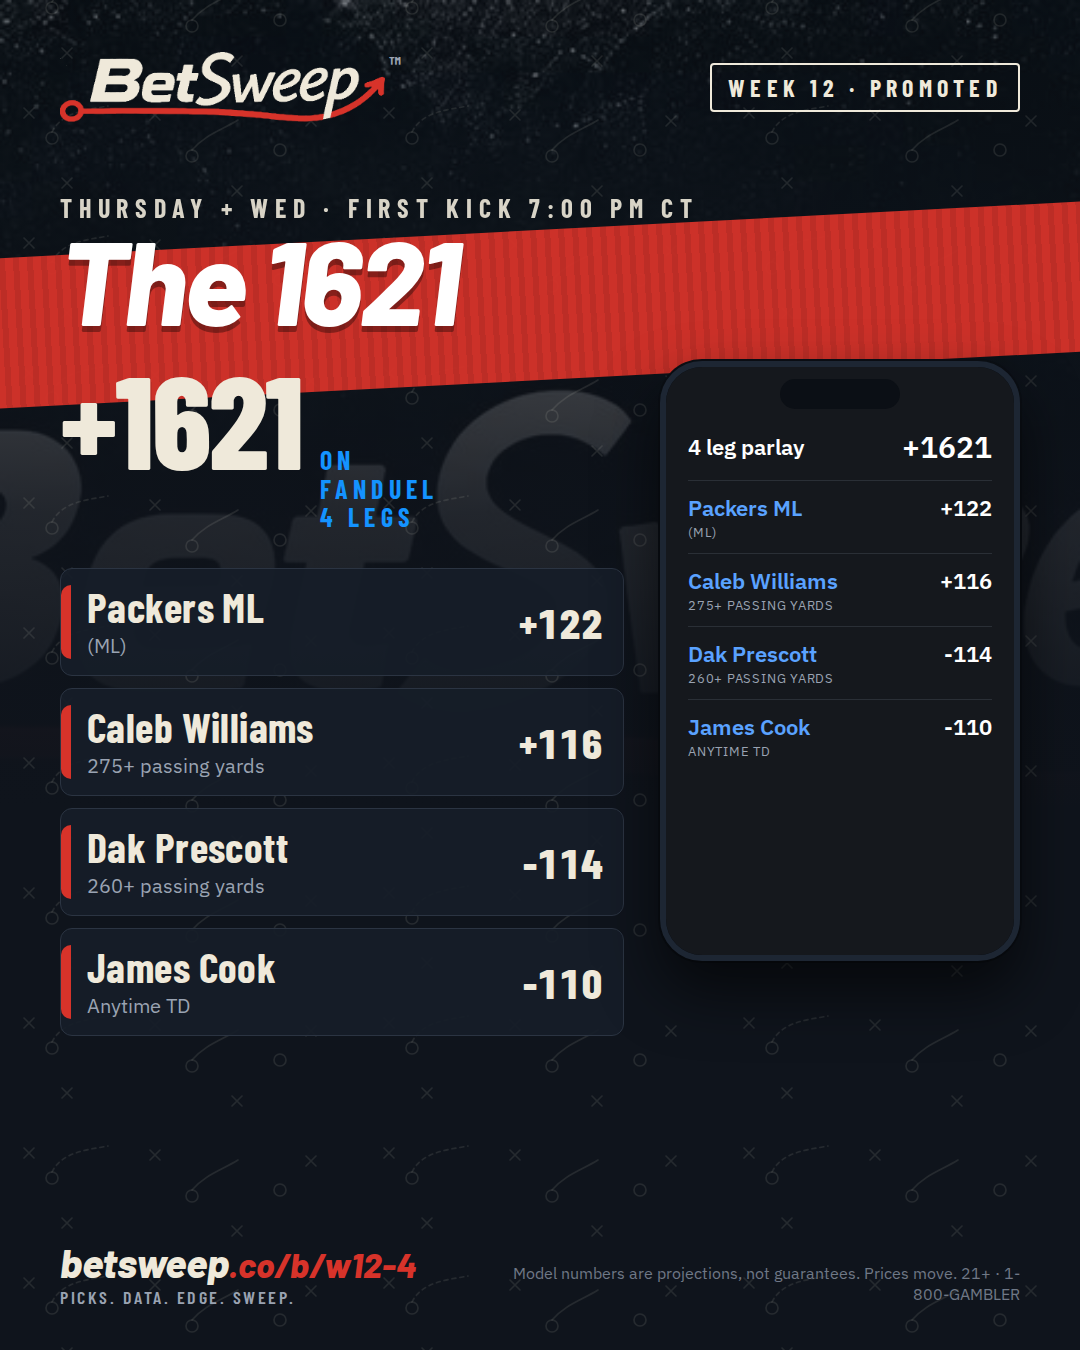 BetSweep™
WEEK 12 · PROMOTED
THURSDAY + WED · FIRST KICK 7:00 PM CT
The 1621
+1621
ON
FANDUEL
4 LEGS
Packers ML
(ML)
+122
Caleb Williams
275+ passing yards
+116
Dak Prescott
260+ passing yards
-114
James Cook
Anytime TD
-110
4 leg parlay +1621
Packers ML +122
(ML)
Caleb Williams +116
275+ PASSING YARDS
Dak Prescott -114
260+ PASSING YARDS
James Cook -110
ANYTIME TD
betsweep.co/b/w12-4
PICKS. DATA. EDGE. SWEEP.
Model numbers are projections, not guarantees. Prices move. 21+ · 1-
800-GAMBLER